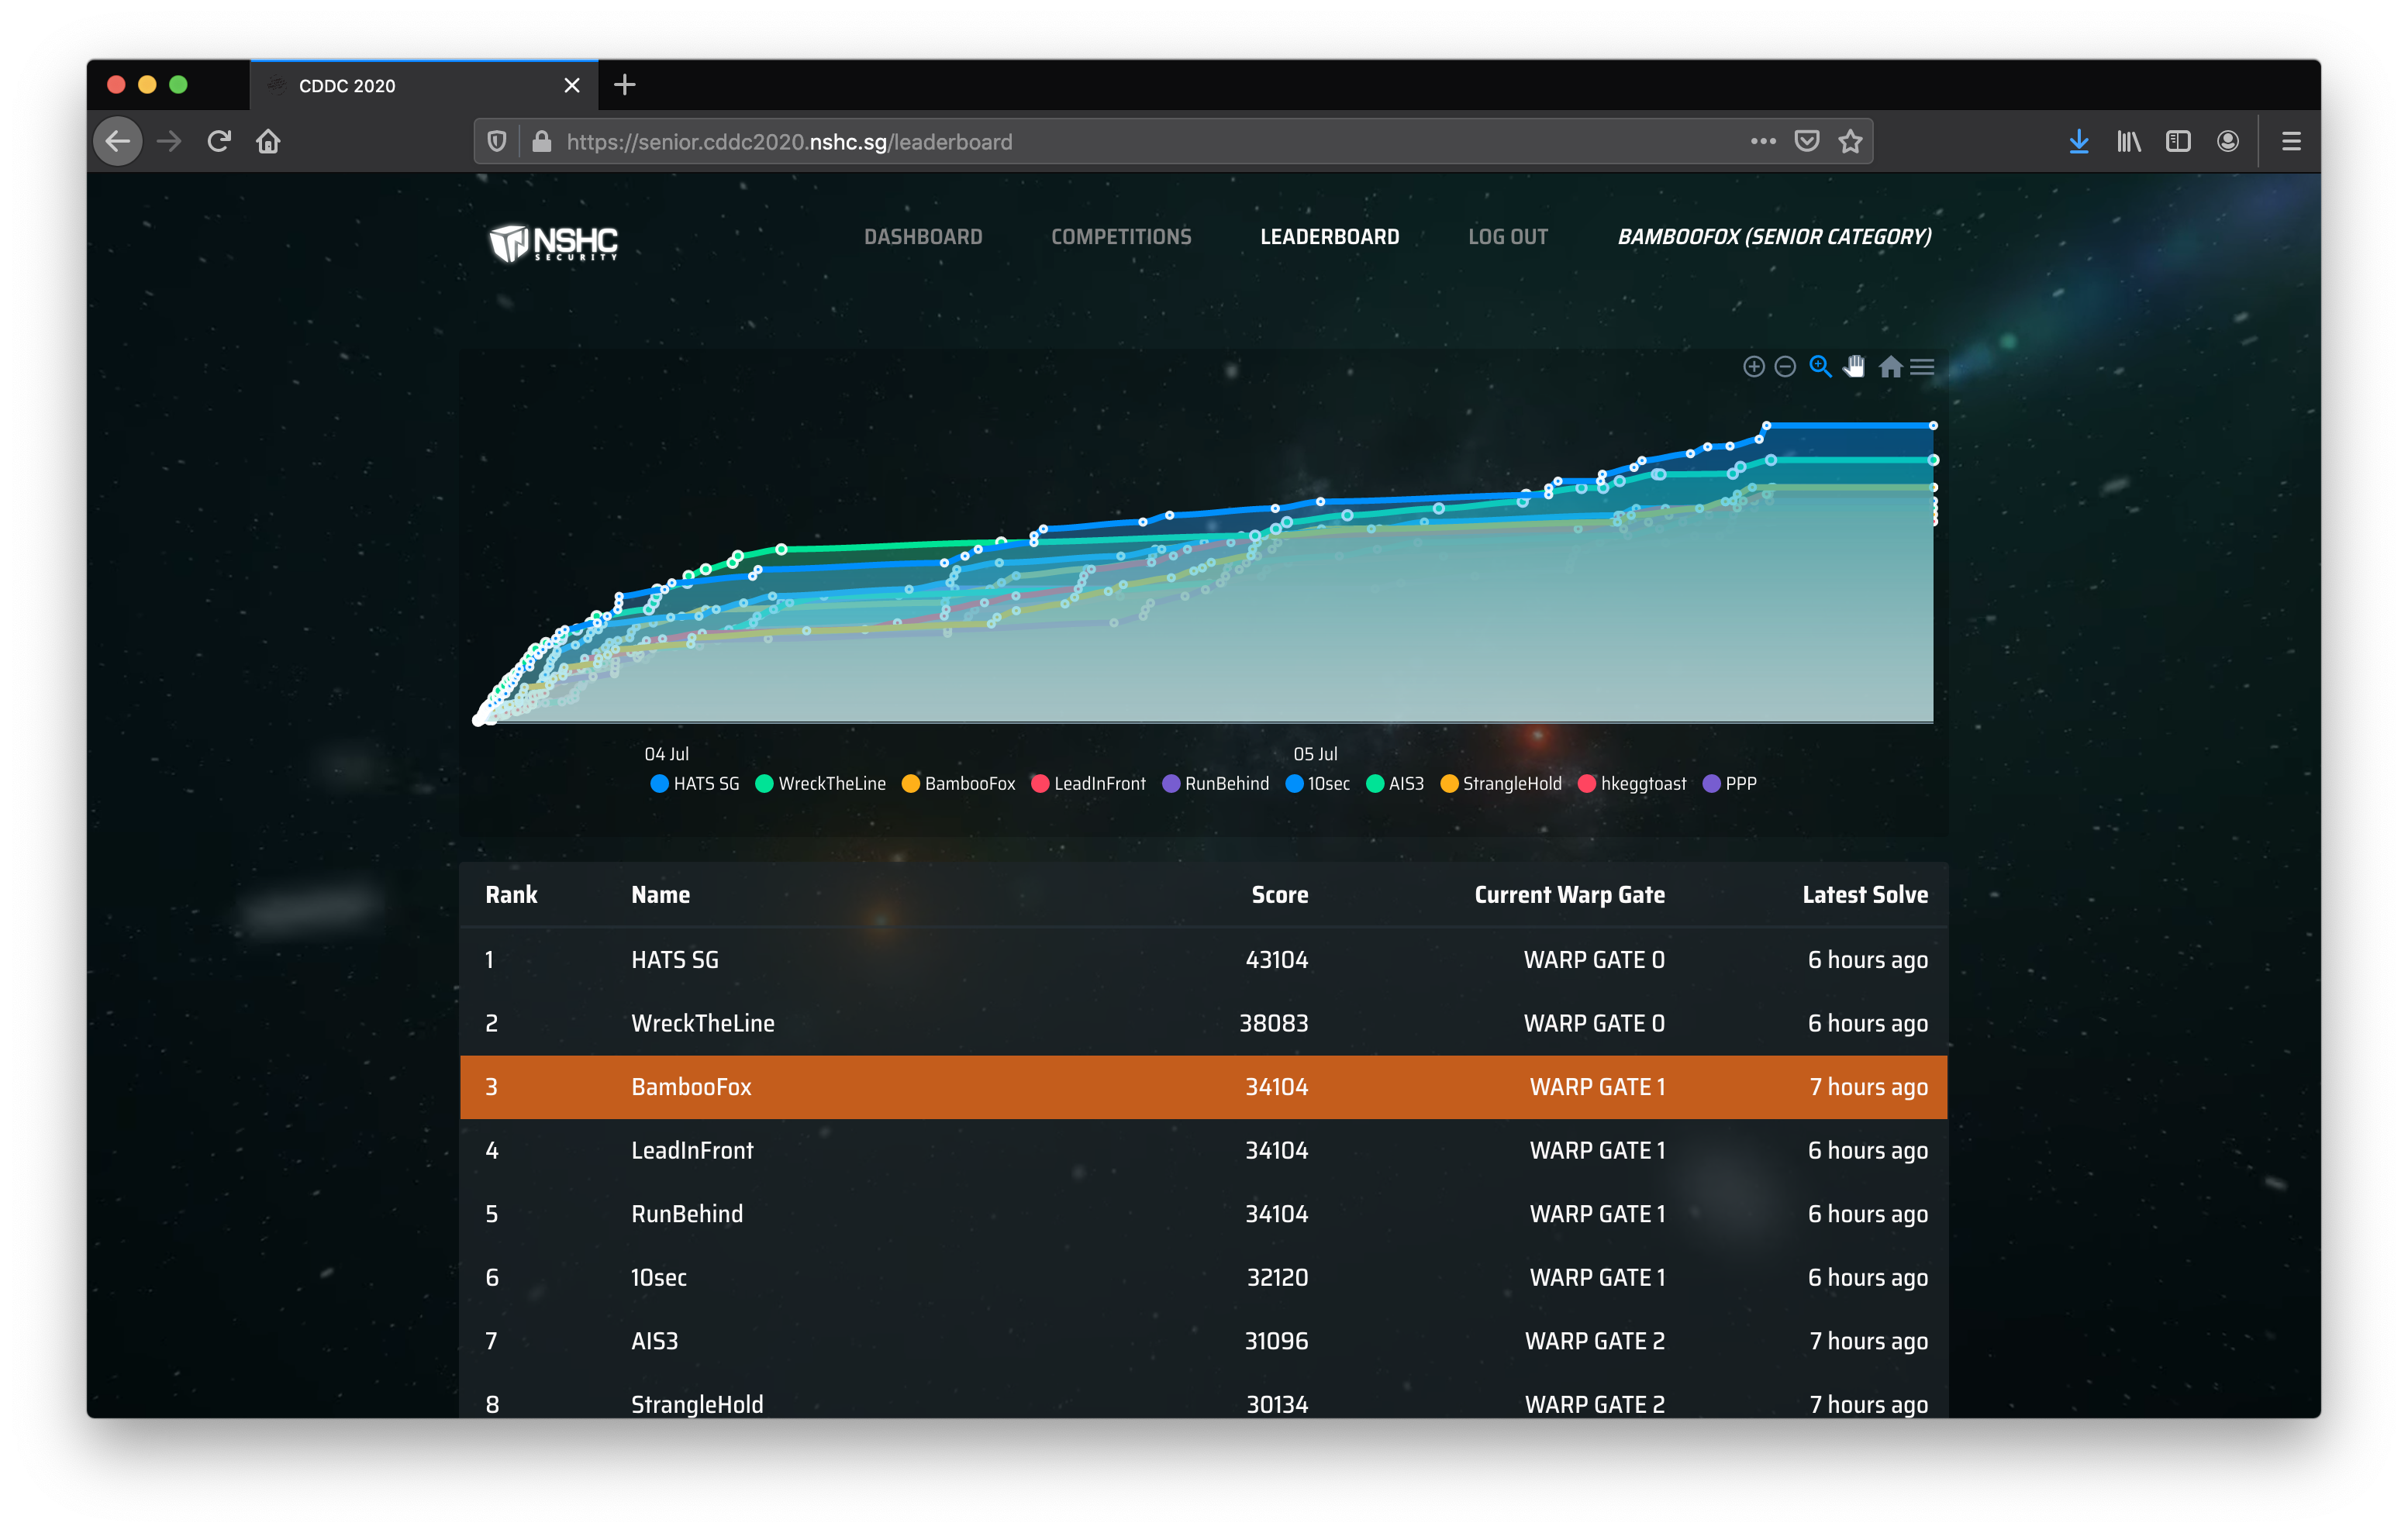 CDDC 2020
https://senior.cddc2020.nshc.sg/leaderboard
NSHC
SECURITY
DASHBOARD COMPETITIONS LEADERBOARD LOG OUT BAMBOOFOX (SENIOR CATEGORY)
04 Jul 05 Jul
HATS SG WreckTheLine BambooFox LeadInFront RunBehind 10sec AIS3 StrangleHold hkeggtoast PPP
Rank Name Score Current Warp Gate Latest Solve
1 HATS SG 43104 WARP GATE 0 6 hours ago
2 WreckTheLine 38083 WARP GATE 0 6 hours ago
3 BambooFox 34104 WARP GATE 1 7 hours ago
4 LeadInFront 34104 WARP GATE 1 6 hours ago
5 RunBehind 34104 WARP GATE 1 6 hours ago
6 10sec 32120 WARP GATE 1 6 hours ago
7 AIS3 31096 WARP GATE 2 7 hours ago
8 StrangleHold 30134 WARP GATE 2 7 hours ago